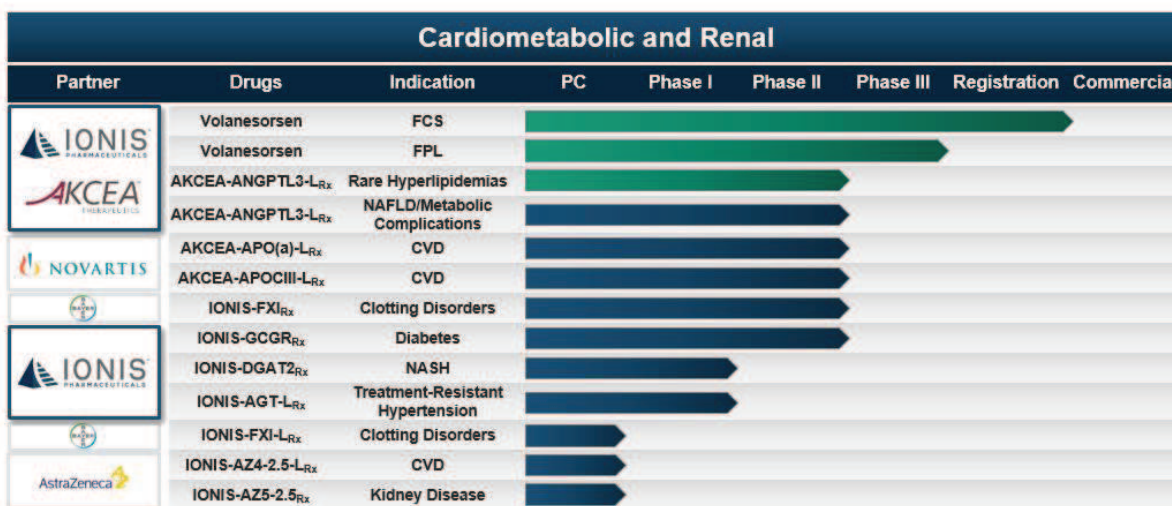 Cardiometabolic and Renal
Partner Drugs Indication PC Phase I Phase II Phase III Registration Commercia
IONIS
PHARMACEUTICALS
AKCEA
THERAPEUTICS
Volanesorsen FCS
Volanesorsen FPL
AKCEA-ANGPTL3-LRx Rare Hyperlipidemias
AKCEA-ANGPTL3-LRx NAFLD/Metabolic
Complications
NOVARTIS
AKCEA-APO(a)-LRx CVD
AKCEA-APOCIII-LRx CVD
BAYER
IONIS-FXIRx Clotting Disorders
IONIS
PHARMACEUTICALS
IONIS-GCGRRx Diabetes
IONIS-DGAT2Rx NASH
IONIS-AGT-LRx Treatment-Resistant
Hypertension
BAYER
IONIS-FXI-LRx Clotting Disorders
AstraZeneca
IONIS-AZ4-2.5-LRx CVD
IONIS-AZ5-2.5Rx Kidney Disease